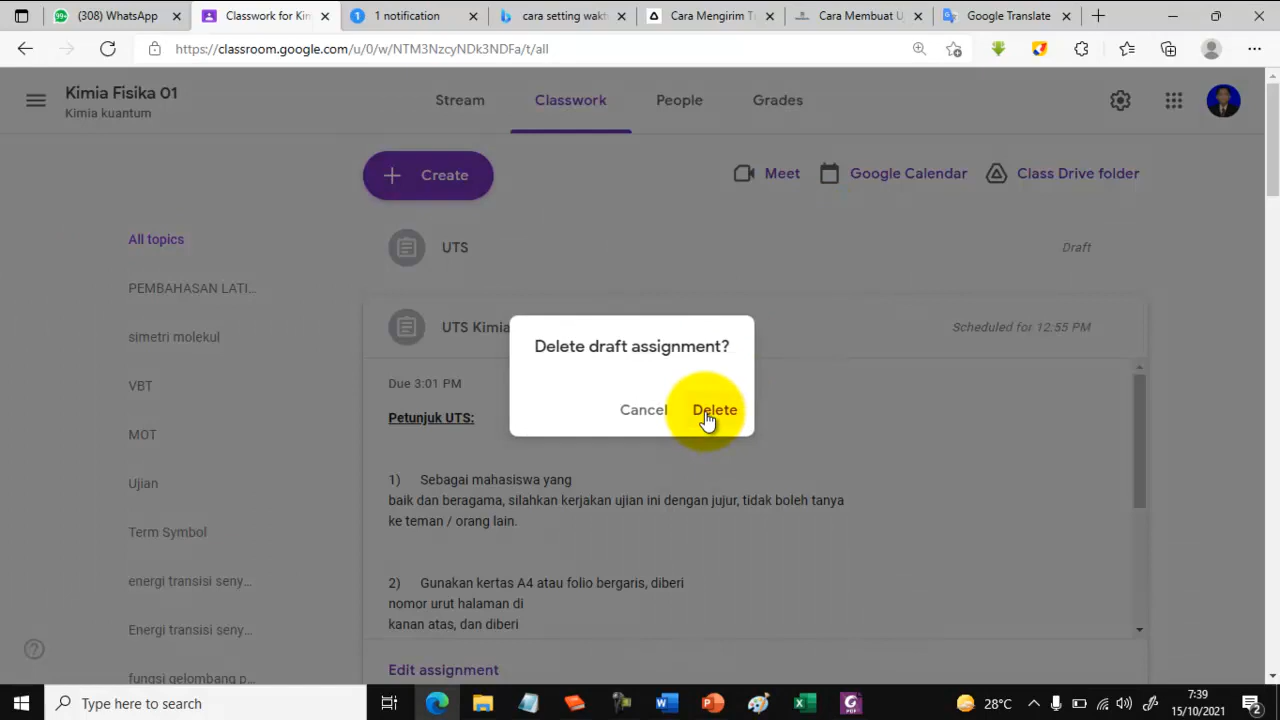 (308) WhatsApp
Classwork for Kim
1
1 notification
cara setting wakt
Cara Mengirim T
Cara Membuat U
Google Translate
https://classroom.google.com/u/0/w/NTM3NzcyNDk3NDFa/t/all
Kimia Fisika 01
Kimia kuantum
Stream
Classwork
People
Grades
Create
Meet
Google Calendar
Class Drive folder
All topics
PEMBAHASAN LATI...
simetri molekul
VBT
MOT
Ujian
Term Symbol
energi transisi seny...
Energi transisi seny...
fungsi gelombang p...
UTS
Draft
UTS Kimia
Scheduled for 12:55 PM
Delete draft assignment?
Cancel
Delete
Due 3:01 PM
Petunjuk UTS:
1) Sebagai mahasiswa yang
baik dan beragama, silahkan kerjakan ujian ini dengan jujur, tidak boleh tanya
ke teman / orang lain.
2) Gunakan kertas A4 atau folio bergaris, diberi
nomor urut halaman di
kanan atas, dan diberi
Edit assignment
Type here to search
28°C
7:39
15/10/2021
2